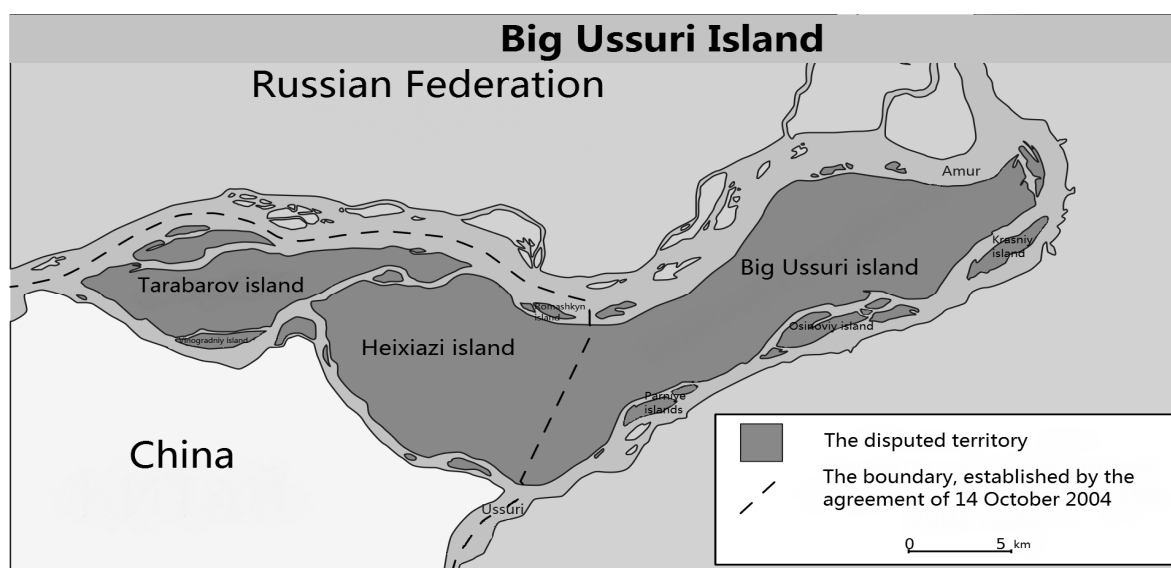 Big Ussuri Island
Russian Federation
Amur
Krasniy
island
Big Ussuri island
Tarabarov island
Romashkyn
island
Osinoviy island
Vinogradniy island
Heixiazi island
Parniye
islands
China
Ussuri
The disputed territory
The boundary, established by the
agreement of 14 October 2004
0 5 km